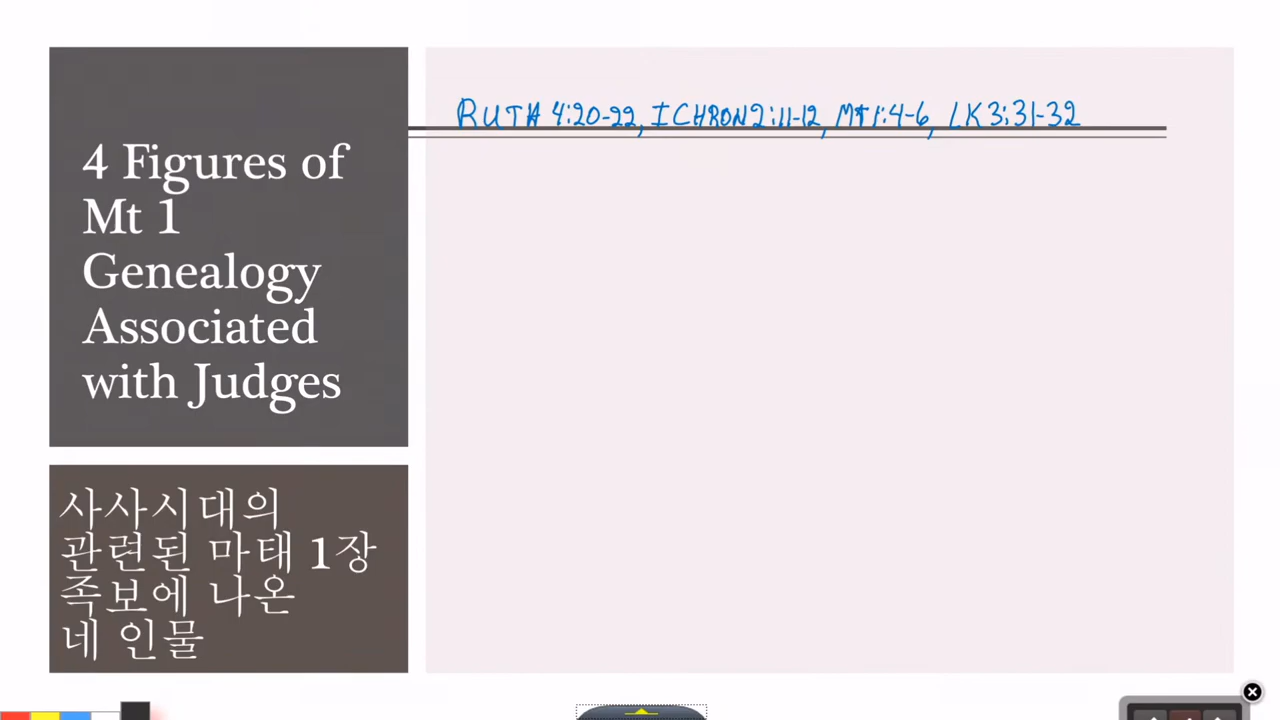 4 Figures of
Mt 1
Genealogy
Associated
with Judges
사사시대의
관련된 마태 1장
족보에 나온
네 인물
RUTH 4:20-22, I CHRON 2:11-12, Mt 1:4-6, LK 3:31-32